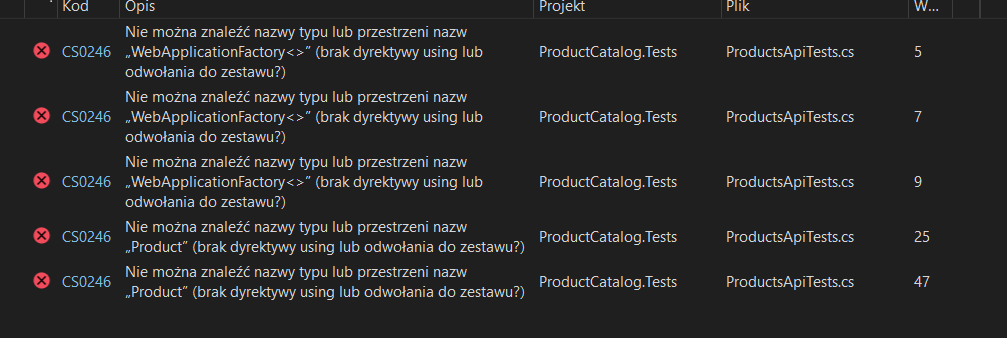 Kod Opis Projekt Plik W...
Nie można znaleźć nazwy typu lub przestrzeni nazw
CS0246 „WebApplicationFactory<>” (brak dyrektywy using lub ProductCatalog.Tests ProductsApiTests.cs 5
odwołania do zestawu?)
Nie można znaleźć nazwy typu lub przestrzeni nazw
CS0246 „WebApplicationFactory<>” (brak dyrektywy using lub ProductCatalog.Tests ProductsApiTests.cs 7
odwołania do zestawu?)
Nie można znaleźć nazwy typu lub przestrzeni nazw
CS0246 „WebApplicationFactory<>” (brak dyrektywy using lub ProductCatalog.Tests ProductsApiTests.cs 9
odwołania do zestawu?)
Nie można znaleźć nazwy typu lub przestrzeni nazw
CS0246 „Product” (brak dyrektywy using lub odwołania do zestawu?) ProductCatalog.Tests ProductsApiTests.cs 25
Nie można znaleźć nazwy typu lub przestrzeni nazw
CS0246 „Product” (brak dyrektywy using lub odwołania do zestawu?) ProductCatalog.Tests ProductsApiTests.cs 47